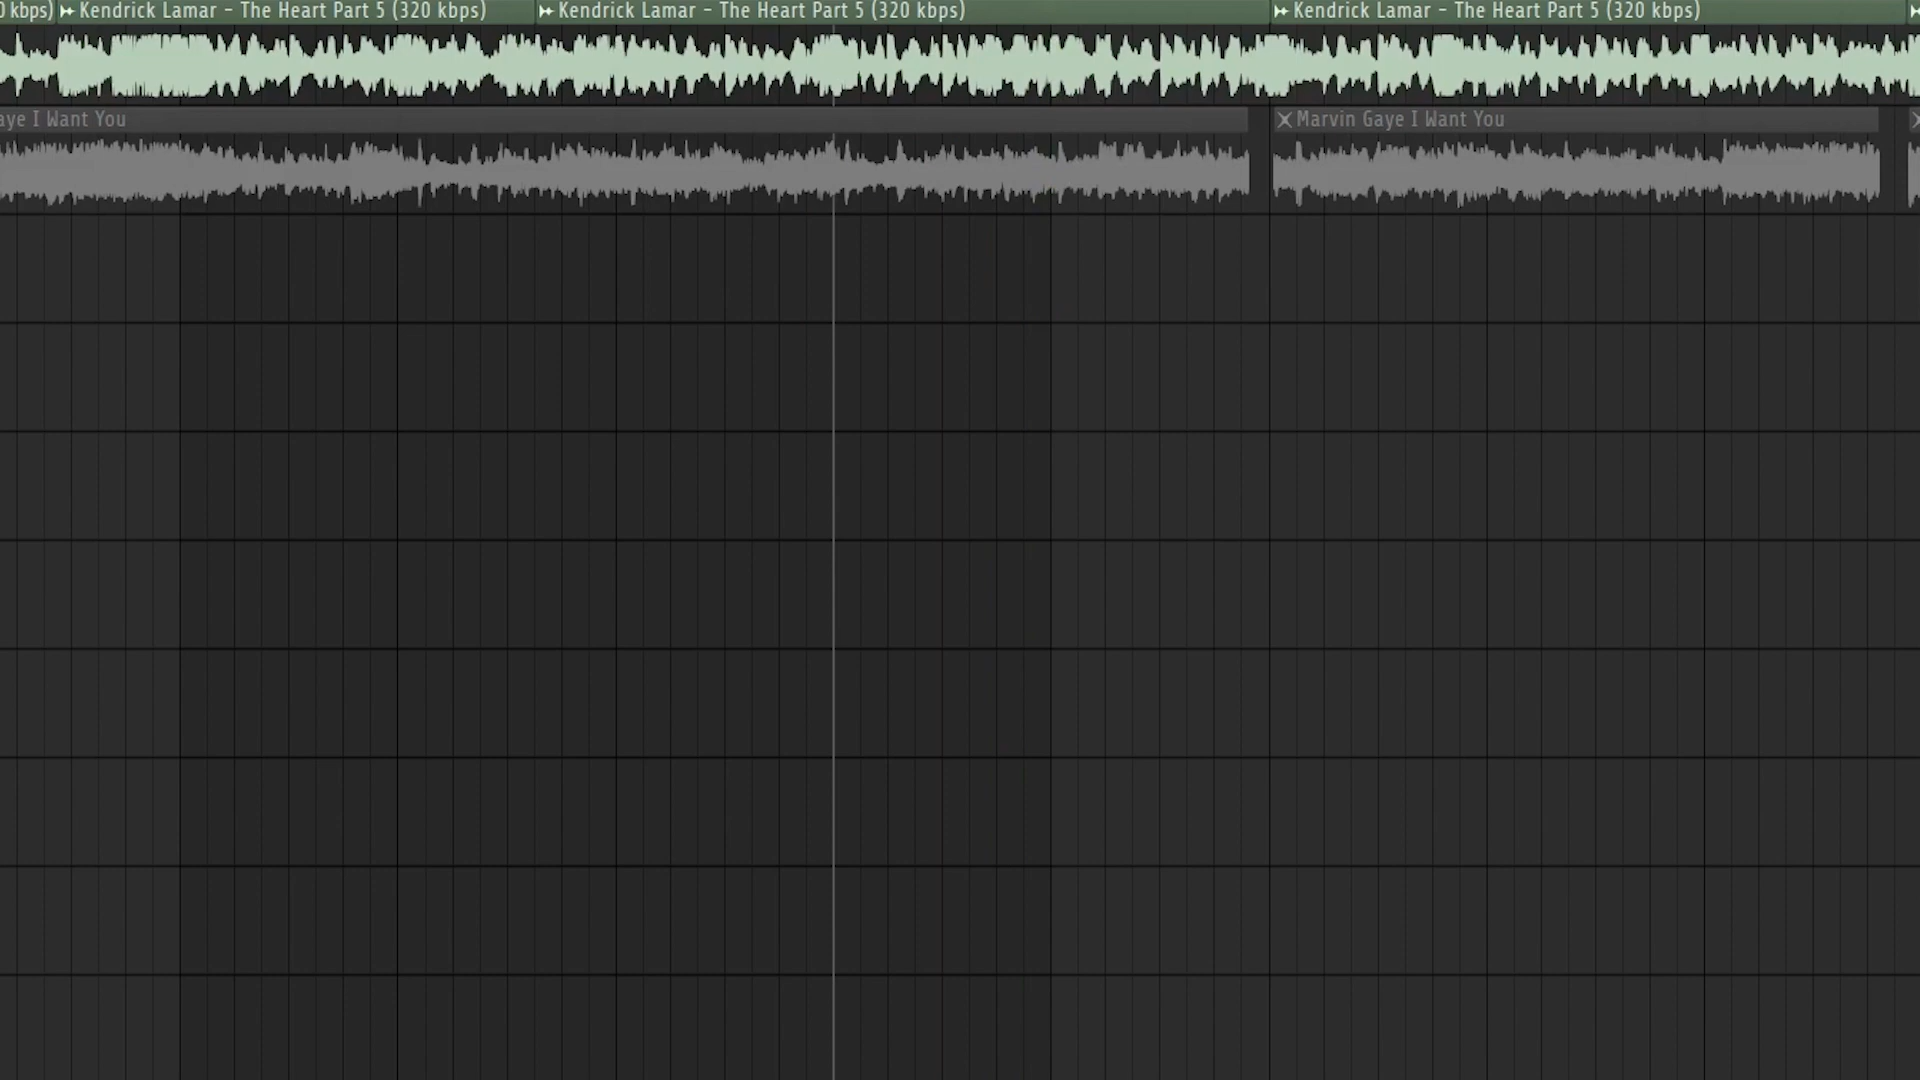 0 kbps)
Kendrick Lamar - The Heart Part 5 (320 kbps)
Kendrick Lamar - The Heart Part 5 (320 kbps)
Kendrick Lamar - The Heart Part 5 (320 kbps)
aye I Want You
Marvin Gaye I Want You